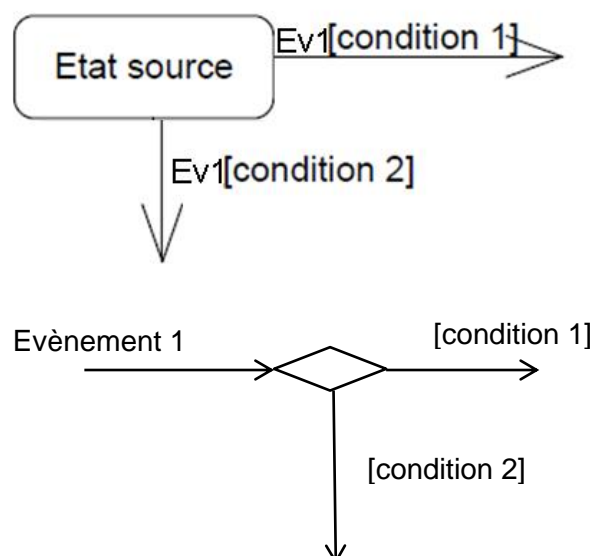 Ev1[condition 1]
Etat source
Ev1[condition 2]
Evènement 1
[condition 1]
[condition 2]